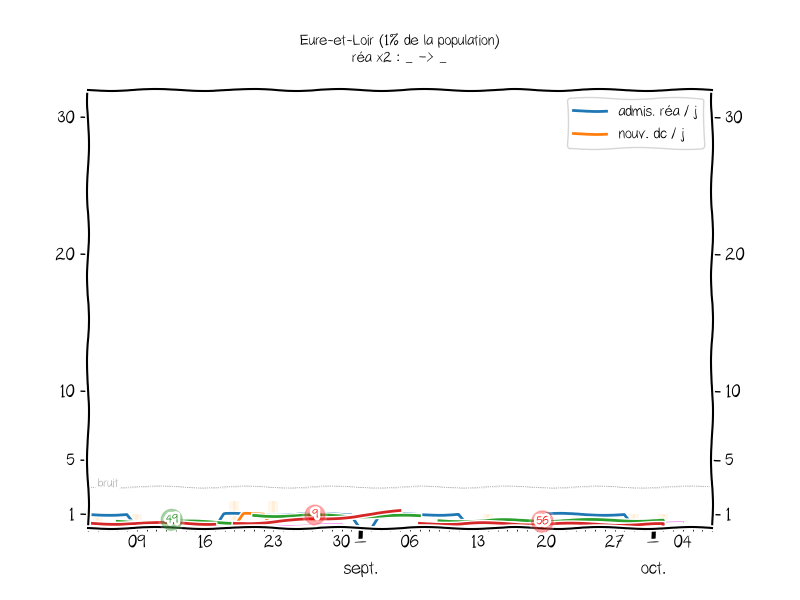 Eure-et-Loir (1% de la population)
réa x2 : _ -> _
admis. réa / j
nouv. dc / j
30 30
20 20
10 10
5 5
bruit
1 1
49 9 56
09 16 23 30 06 13 20 27 04
sept. oct.